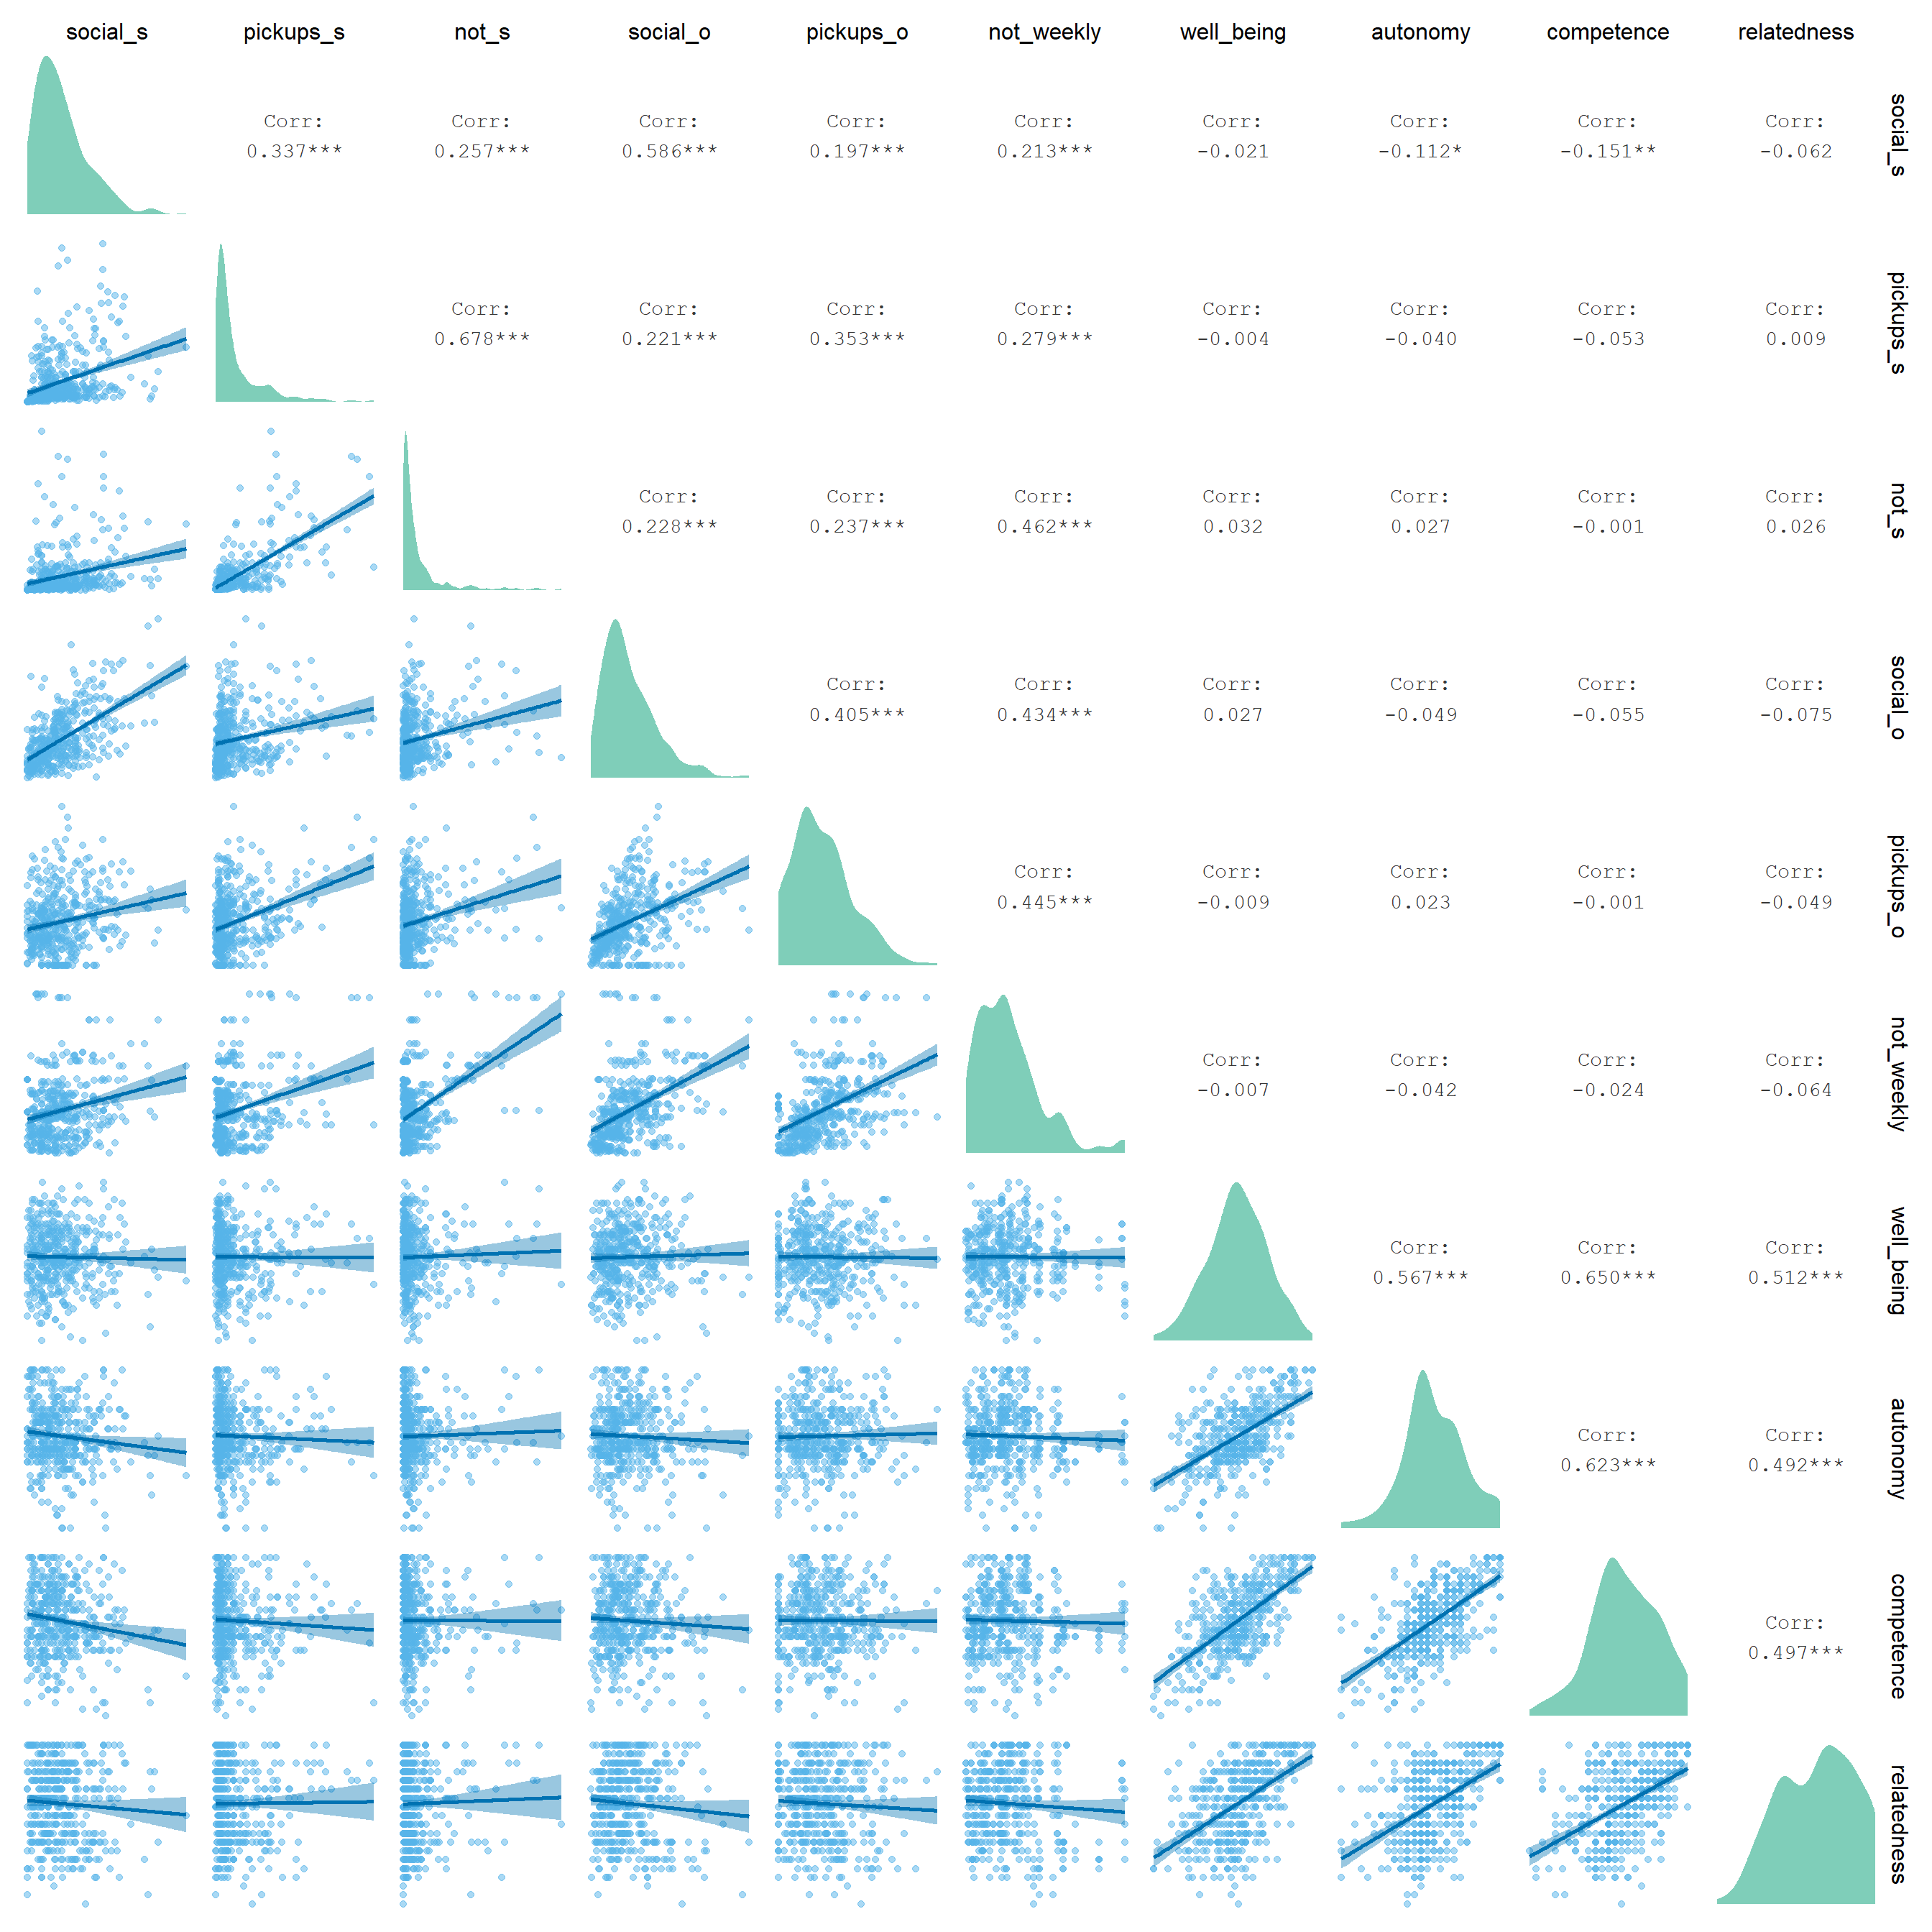 social_s pickups_s not_s social_o pickups_o not_weekly well_being autonomy competence relatedness
social_s
Corr: Corr: Corr: Corr: Corr: Corr: Corr: Corr: Corr:
0.337*** 0.257*** 0.586*** 0.197*** 0.213*** -0.021 -0.112* -0.151** -0.062
pickups_s
Corr: Corr: Corr: Corr: Corr: Corr: Corr: Corr:
0.678*** 0.221*** 0.353*** 0.279*** -0.004 -0.040 -0.053 0.009
not_s
Corr: Corr: Corr: Corr: Corr: Corr: Corr:
0.228*** 0.237*** 0.462*** 0.032 0.027 -0.001 0.026
social_o
Corr: Corr: Corr: Corr: Corr: Corr:
0.405*** 0.434*** 0.027 -0.049 -0.055 -0.075
pickups_o
Corr: Corr: Corr: Corr: Corr:
0.445*** -0.009 0.023 -0.001 -0.049
not_weekly
Corr: Corr: Corr: Corr:
-0.007 -0.042 -0.024 -0.064
well_being
Corr: Corr: Corr:
0.567*** 0.650*** 0.512***
autonomy
Corr: Corr:
0.623*** 0.492***
competence
Corr:
0.497***
relatedness